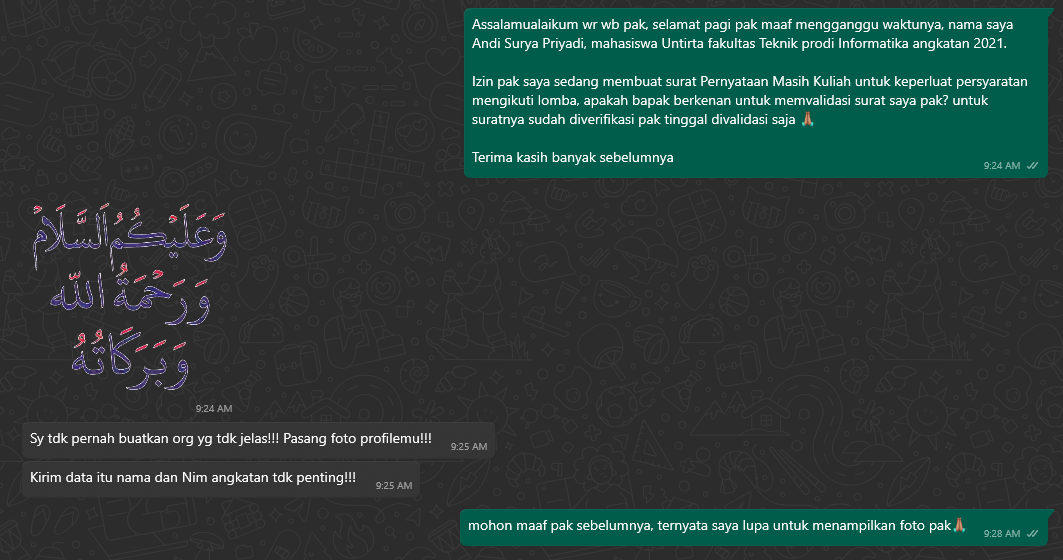 Assalamualaikum wr wb pak, selamat pagi pak maaf mengganggu waktunya, nama saya
Andi Surya Priyadi, mahasiswa Untirta fakultas Teknik prodi Informatika angkatan 2021.
Izin pak saya sedang membuat surat Pernyataan Masih Kuliah untuk keperluat persyaratan
mengikuti lomba, apakah bapak berkenan untuk memvalidasi surat saya pak? untuk
suratnya sudah diverifikasi pak tinggal divalidasi saja 🙏🏽
Terima kasih banyak sebelumnya
9:24 AM
وَعَلَيْكُمُ السَّلَامُ
وَرَحْمَةُ اللّٰه
وَبَرَكَاتُهُ
9:24 AM
Sy tdk pernah buatkan org yg tdk jelas!!! Pasang foto profilemu!!!
9:25 AM
Kirim data itu nama dan Nim angkatan tdk penting!!!
9:25 AM
mohon maaf pak sebelumnya, ternyata saya lupa untuk menampilkan foto pak🙏🏽
9:28 AM